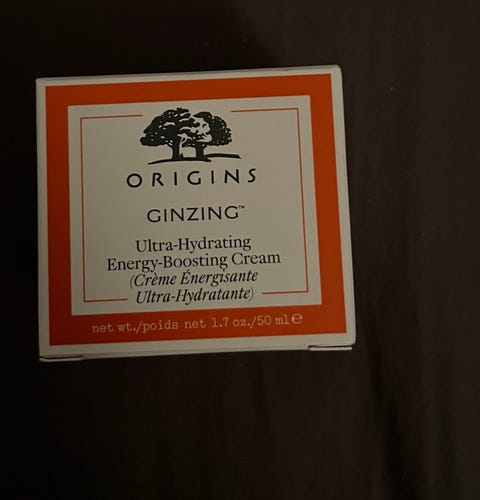 ORIGINS
GINZING™
Ultra-Hydrating
Energy-Boosting Cream
(Crème Énergisante
Ultra-Hydratante)
net wt./poids net 1.7 oz./50 ml ℮